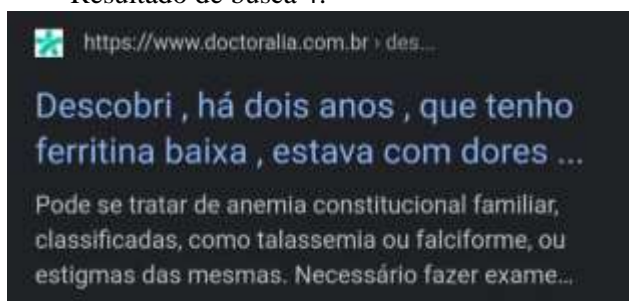 Resultado de busca 4:
https://www.doctoralia.com.br › des...
Descobri , há dois anos , que tenho
ferritina baixa , estava com dores ...
Pode se tratar de anemia constitucional familiar,
classificadas, como talassemia ou falciforme, ou
estigmas das mesmas. Necessário fazer exame...